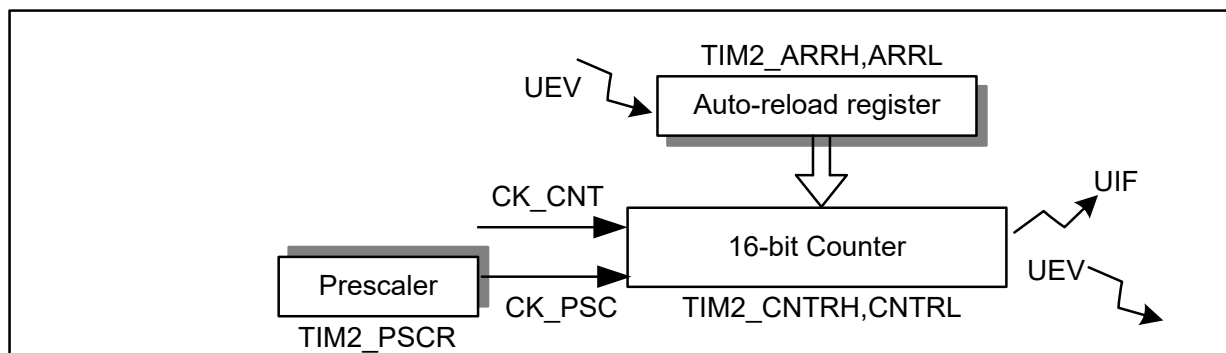 TIM2_ARRH,ARRL
UEV
Auto-reload register
CK_CNT
UIF
16-bit Counter
UEV
Prescaler
CK_PSC
TIM2_CNTRH,CNTRL
TIM2_PSCR